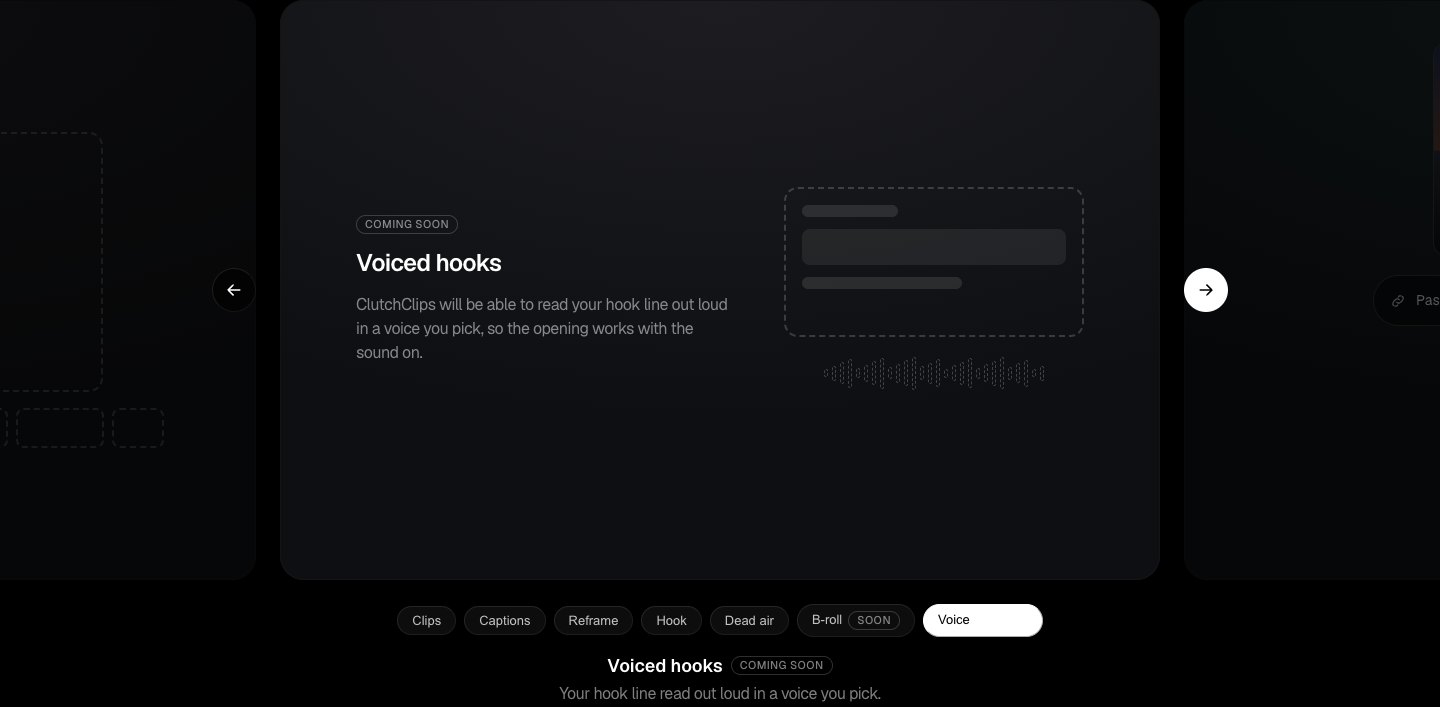 COMING SOON
Voiced hooks
ClutchClips will be able to read your hook line out loud
in a voice you pick, so the opening works with the
sound on.
Pas
Clips
Captions
Reframe
Hook
Dead air
B-roll SOON
Voice
Voiced hooks COMING SOON
Your hook line read out loud in a voice you pick.